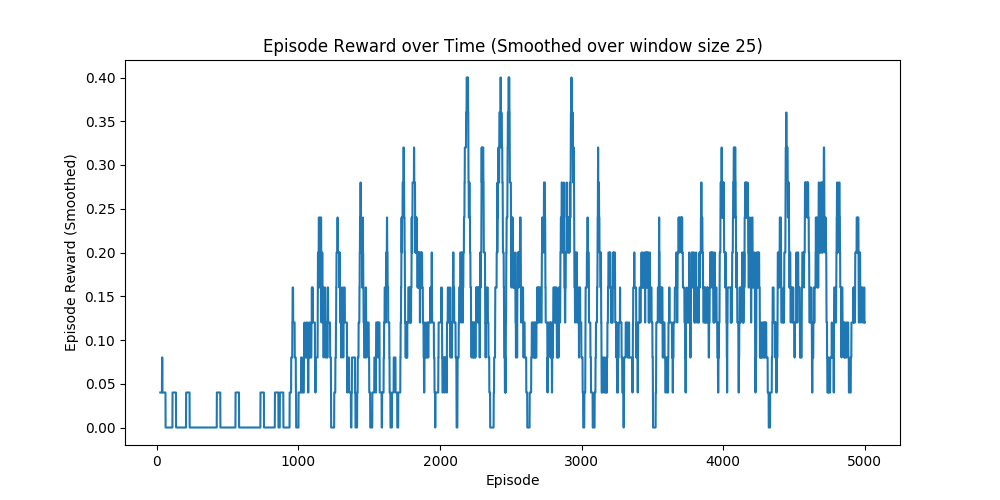 Episode Reward over Time (Smoothed over window size 25)
Episode Reward (Smoothed)
0.40
0.35
0.30
0.25
0.20
0.15
0.10
0.05
0.00
0 1000 2000 3000 4000 5000
Episode